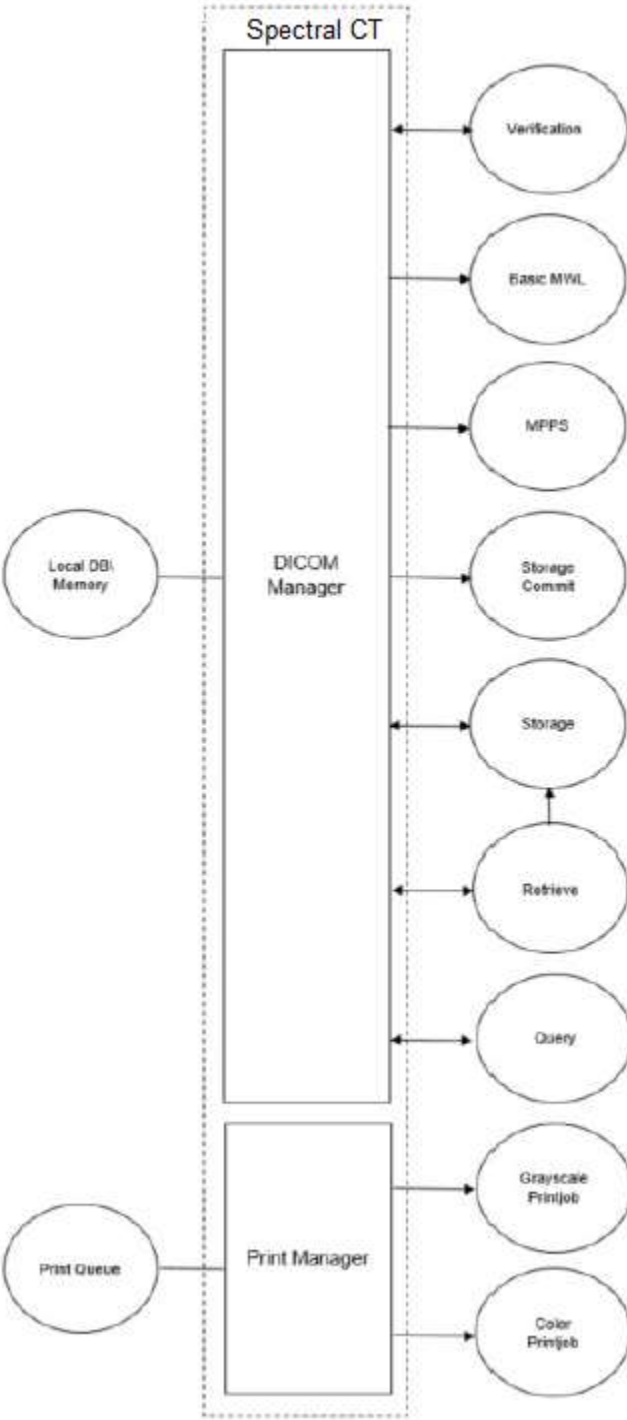 Spectral CT
Verification
Basic MWL
MPPS
Local DB\
Memory
DICOM
Manager
Storage
Commit
Storage
Retrieve
Query
Grayscale
Printjob
Print Queue
Print Manager
Color
Printjob